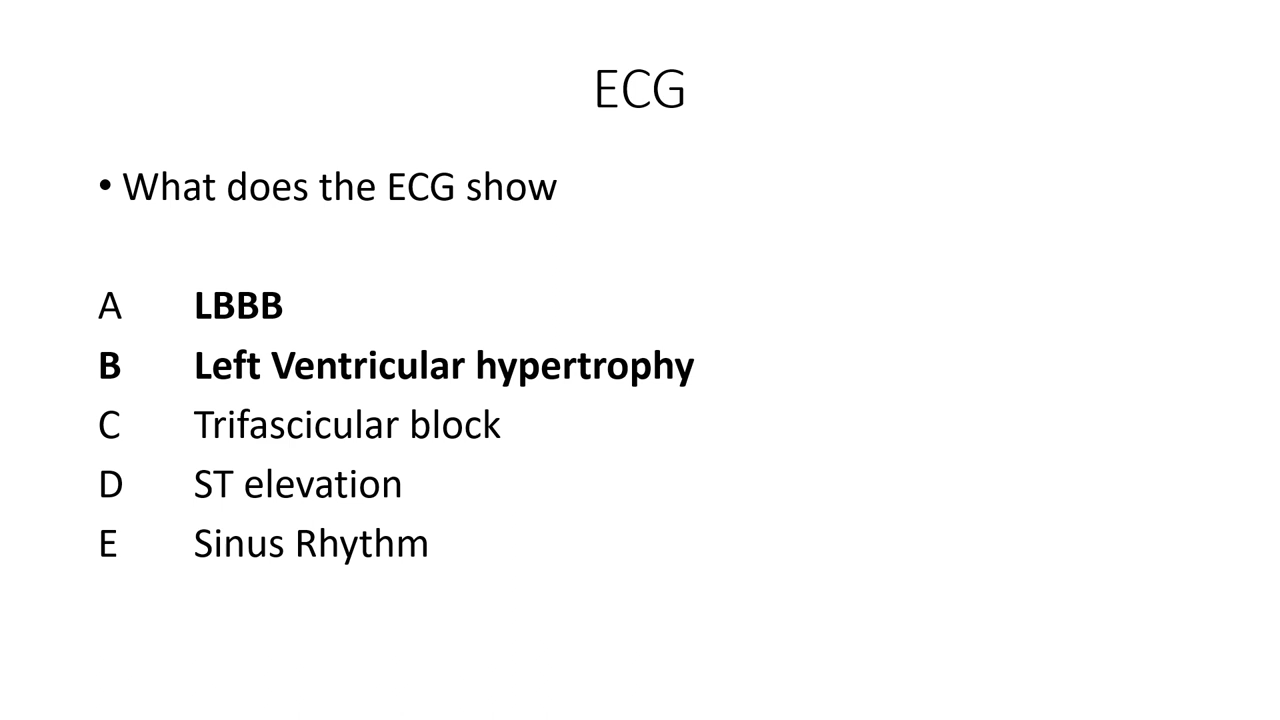 ECG
• What does the ECG show
A LBBB
B Left Ventricular hypertrophy
C Trifascicular block
D ST elevation
E Sinus Rhythm